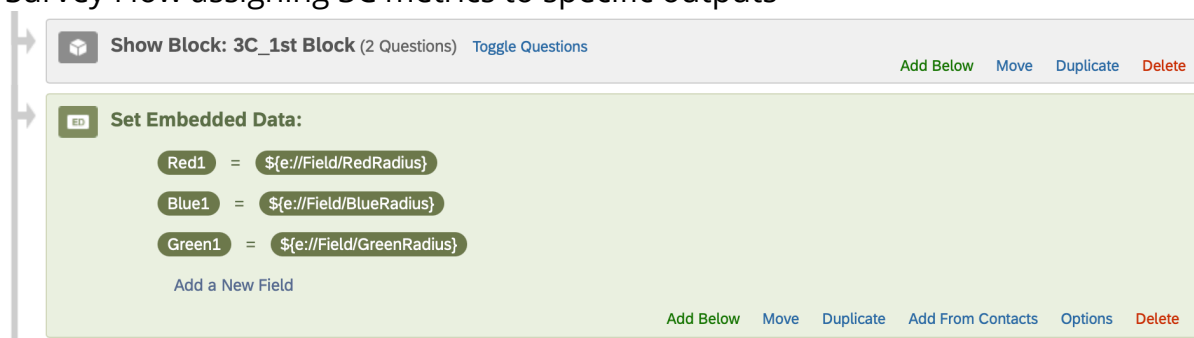 Survey Flow assigning 3C metrics to specific outputs
Show Block: 3C_1st Block (2 Questions) Toggle Questions
Add Below Move Duplicate Delete
ED Set Embedded Data:
Red1 = ${e://Field/RedRadius}
Blue1 = ${e://Field/BlueRadius}
Green1 = ${e://Field/GreenRadius}
Add a New Field
Add Below Move Duplicate Add From Contacts Options Delete